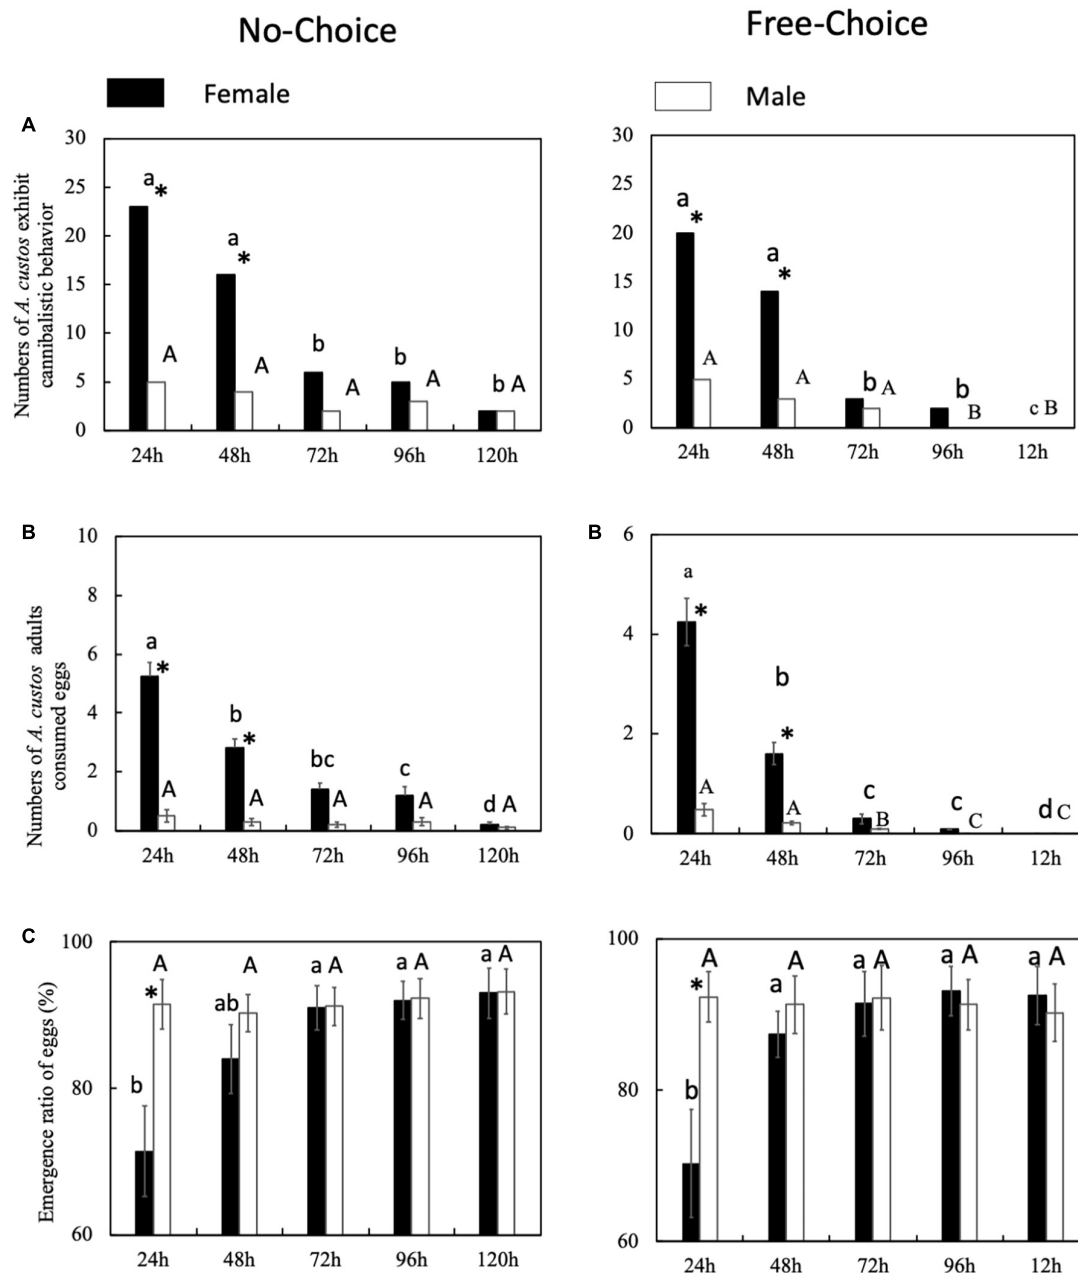 No-Choice
Free-Choice
Female
Male
A
Numbers of A. custos exhibit
cannibalistic behavior
30
25
20
15
10
5
0
a
*
A
a
*
A
b
A
b
A
b A
24h
48h
72h
96h
120h
30
25
20
15
10
5
0
a
*
A
a
*
A
b A
b
B
c B
24h
48h
72h
96h
12h
B
Numbers of A. custos adults
consumed eggs
10
8
6
4
2
0
a
*
A
b
*
A
bc
A
c
A
d A
24h
48h
72h
96h
120h
B
6
4
2
0
a
*
A
b
*
A
c
B
c
C
d C
24h
48h
72h
96h
12h
C
Emergence ratio of eggs (%)
100
80
60
b
*
A
ab
A
a A
a A
a A
24h
48h
72h
96h
120h
100
80
60
b
*
A
a
A
a A
a A
a A
24h
48h
72h
96h
12h